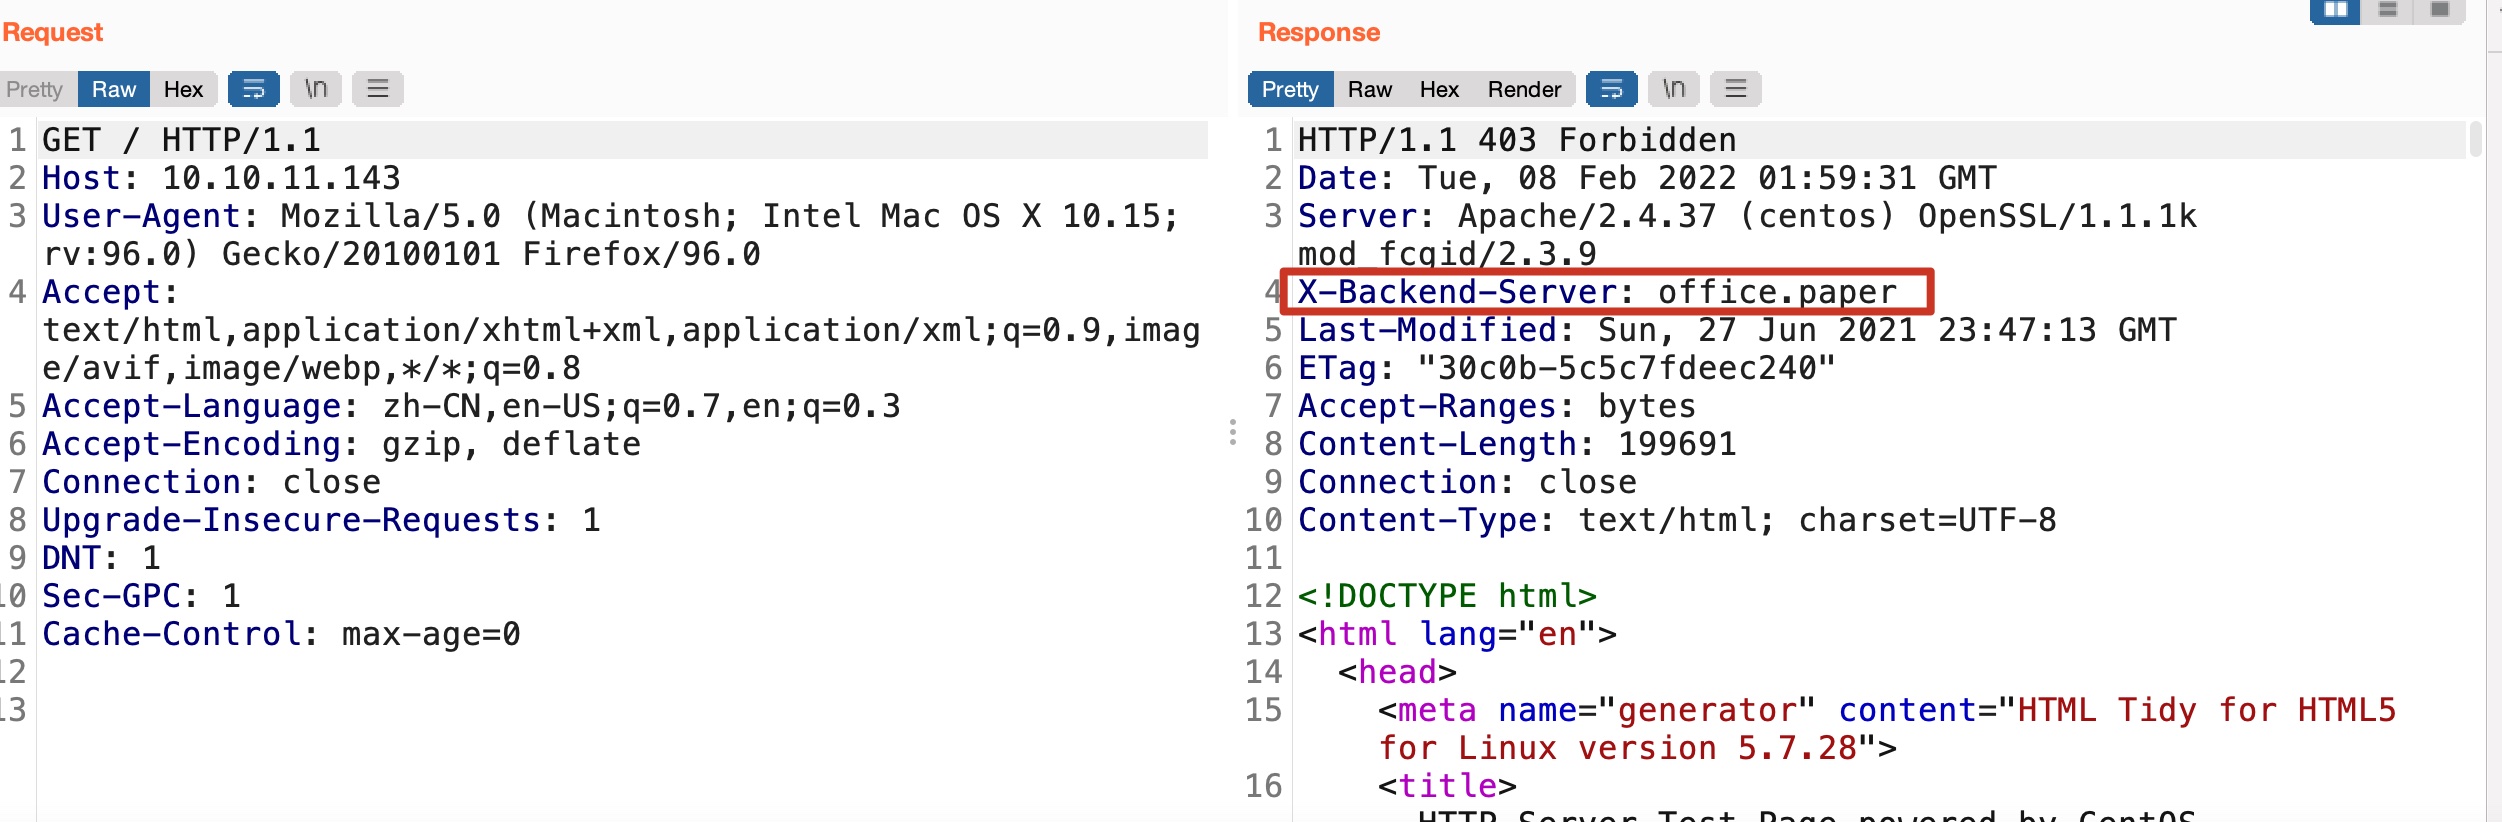 Request
Pretty Raw Hex \n
1 GET / HTTP/1.1
2 Host: 10.10.11.143
3 User-Agent: Mozilla/5.0 (Macintosh; Intel Mac OS X 10.15;
rv:96.0) Gecko/20100101 Firefox/96.0
4 Accept:
text/html,application/xhtml+xml,application/xml;q=0.9,imag
e/avif,image/webp,*/*;q=0.8
5 Accept-Language: zh-CN,en-US;q=0.7,en;q=0.3
6 Accept-Encoding: gzip, deflate
7 Connection: close
8 Upgrade-Insecure-Requests: 1
9 DNT: 1
10 Sec-GPC: 1
11 Cache-Control: max-age=0
12
13
Response
Pretty Raw Hex Render \n
1 HTTP/1.1 403 Forbidden
2 Date: Tue, 08 Feb 2022 01:59:31 GMT
3 Server: Apache/2.4.37 (centos) OpenSSL/1.1.1k
mod_fcgid/2.3.9
4 X-Backend-Server: office.paper
5 Last-Modified: Sun, 27 Jun 2021 23:47:13 GMT
6 ETag: "30c0b-5c5c7fdeec240"
7 Accept-Ranges: bytes
8 Content-Length: 199691
9 Connection: close
10 Content-Type: text/html; charset=UTF-8
11
12 <!DOCTYPE html>
13 <html lang="en">
14 <head>
15 <meta name="generator" content="HTML Tidy for HTML5
for Linux version 5.7.28">
16 <title>
HTTP Server Test Page powered by CentOS